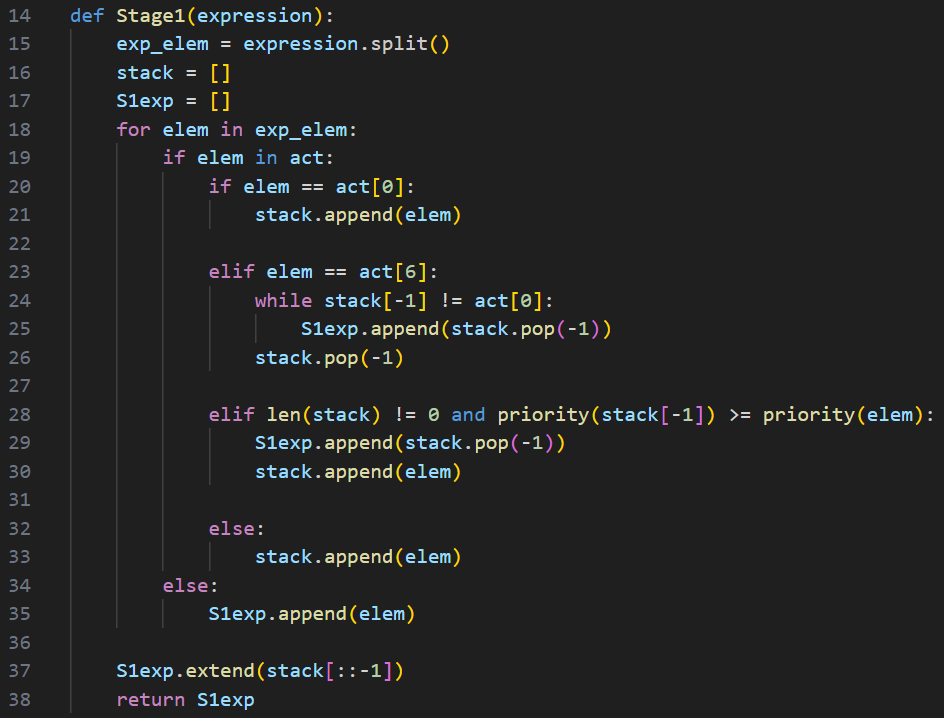 14 def Stage1(expression):
15     exp_elem = expression.split()
16     stack = []
17     S1exp = []
18     for elem in exp_elem:
19         if elem in act:
20             if elem == act[0]:
21                 stack.append(elem)
22
23             elif elem == act[6]:
24                 while stack[-1] != act[0]:
25                     S1exp.append(stack.pop(-1))
26                 stack.pop(-1)
27
28             elif len(stack) != 0 and priority(stack[-1]) >= priority(elem):
29                 S1exp.append(stack.pop(-1))
30                 stack.append(elem)
31
32             else:
33                 stack.append(elem)
34         else:
35             S1exp.append(elem)
36
37     S1exp.extend(stack[::-1])
38     return S1exp